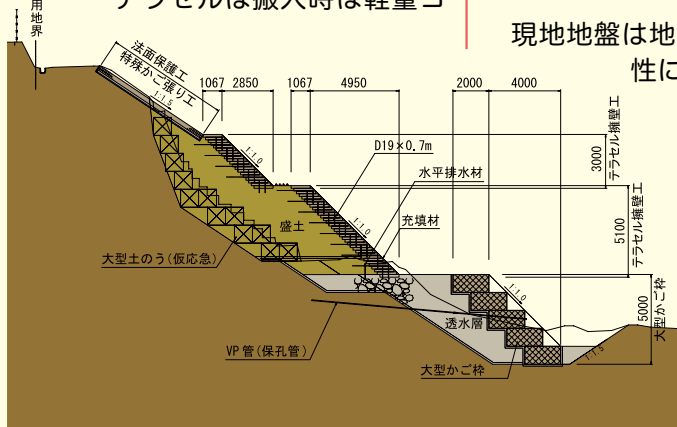 テラセルは搬入時は軽量コ
現地地盤は地
性に
用地界
法面保護工
特殊かご張り工
1:1.5
1067
2850
1067
4950
2000
4000
D19×0.7m
水平排水材
充填材
1:1.0
1:1.0
盛土
大型土のう(仮応急)
3000
テラセル擁壁工
5100
テラセル擁壁工
1:1.0
透水層
5000
大型かご枠
VP管(保孔管)
大型かご枠
1:1.5